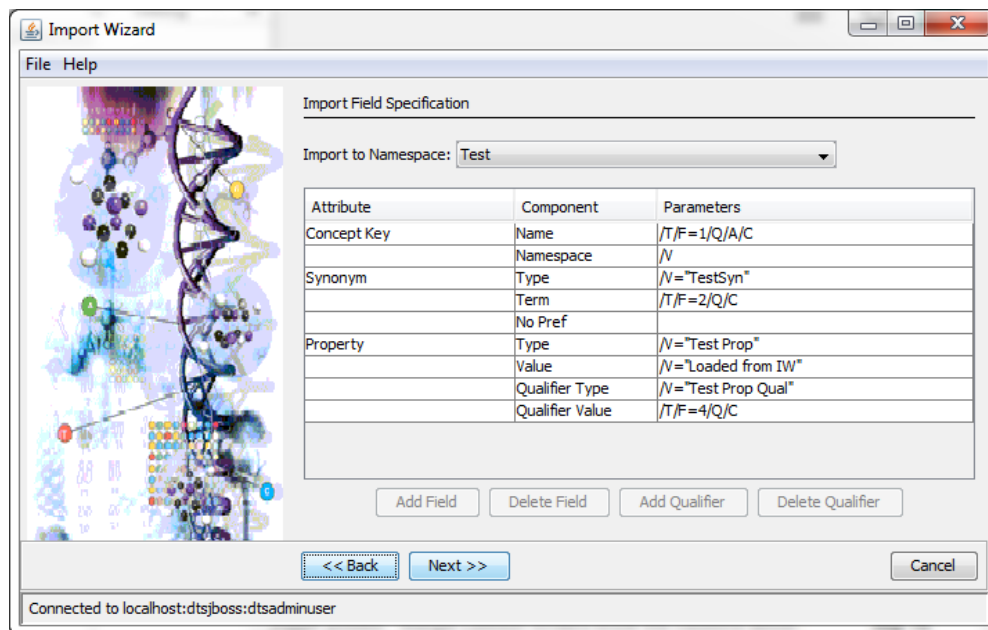 Import Wizard
File Help
Import Field Specification
Import to Namespace: Test
Attribute Component Parameters
Concept Key Name /T/F=1/Q/A/C
Namespace /V
Synonym Type /V="TestSyn"
Term /T/F=2/Q/C
No Pref
Property Type /V="Test Prop"
Value /V="Loaded from IW"
Qualifier Type /V="Test Prop Qual"
Qualifier Value /T/F=4/Q/C
Add Field Delete Field Add Qualifier Delete Qualifier
<< Back Next >> Cancel
Connected to localhost:dtsjboss:dtsadminuser